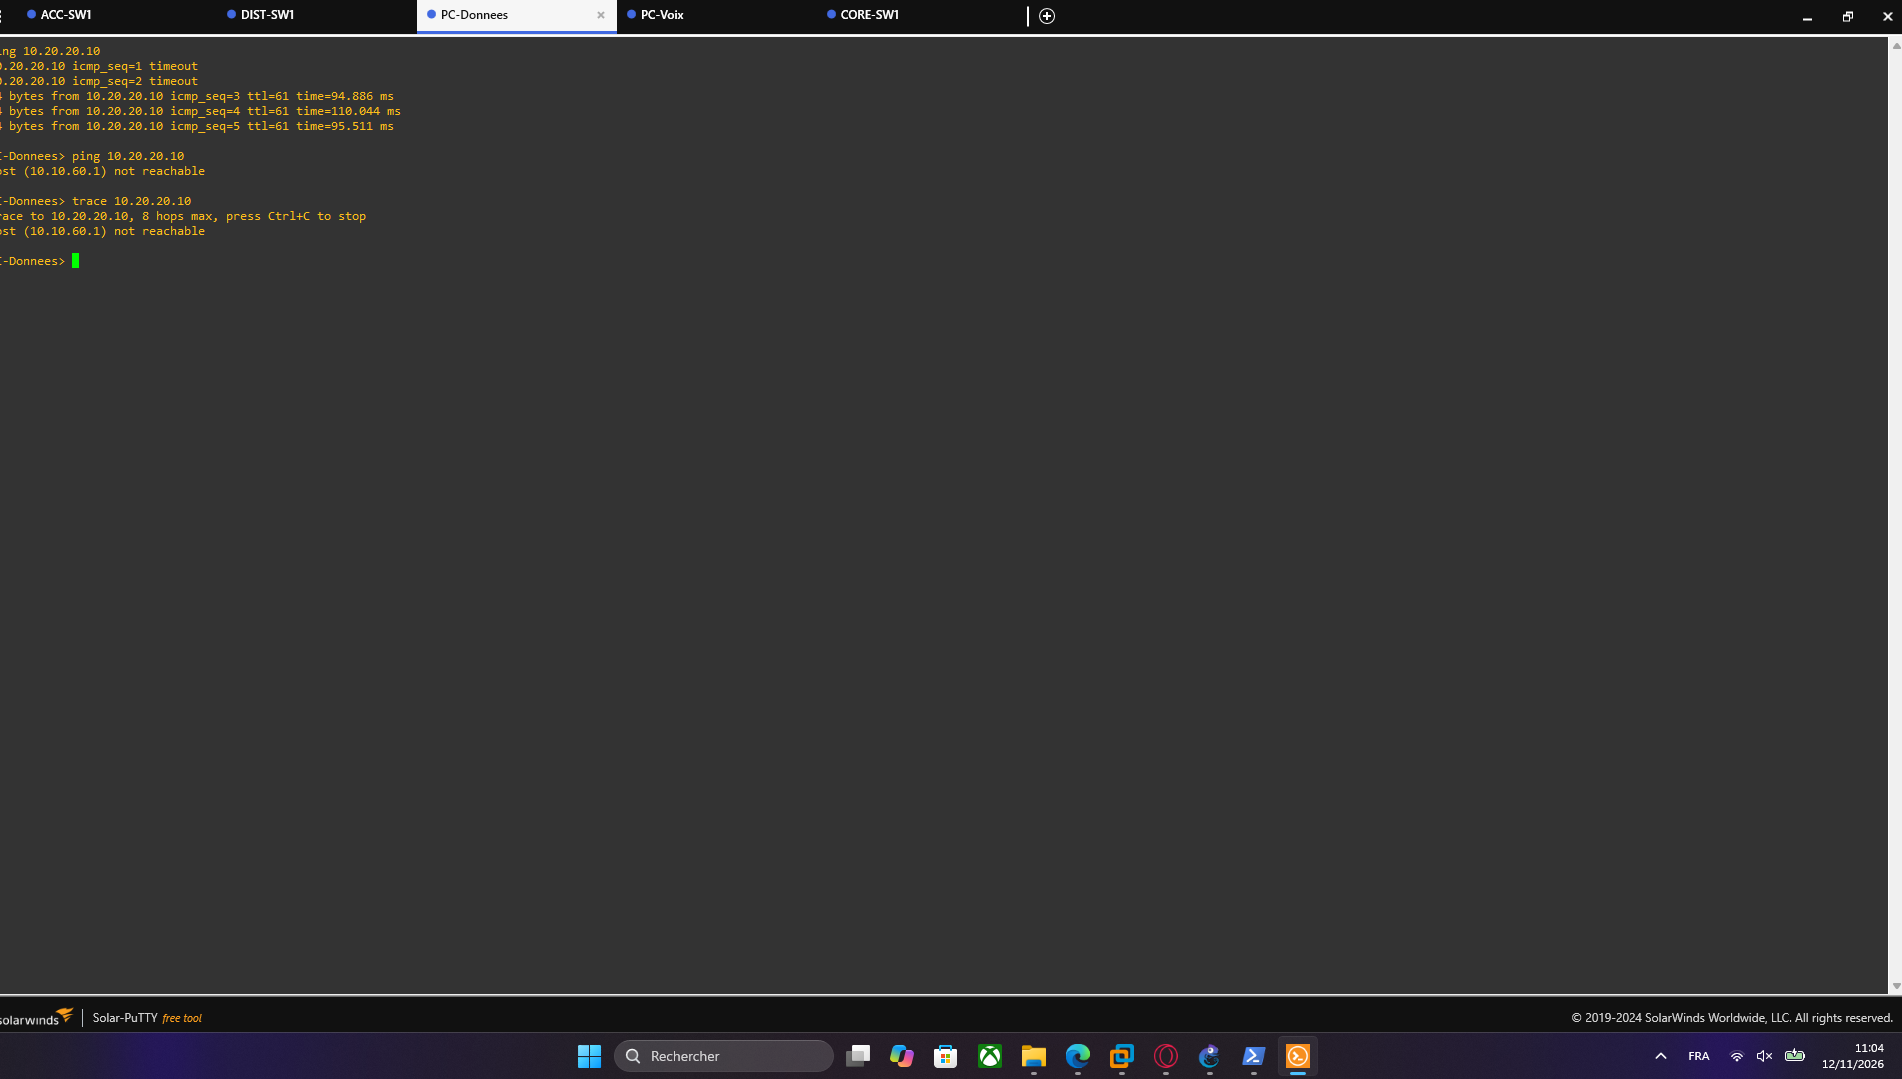 ACC-SW1 DIST-SW1 PC-Donnees × PC-Voix CORE-SW1
ng 10.20.20.10
.20.20.10 icmp_seq=1 timeout
.20.20.10 icmp_seq=2 timeout
bytes from 10.20.20.10 icmp_seq=3 ttl=61 time=94.886 ms
bytes from 10.20.20.10 icmp_seq=4 ttl=61 time=110.044 ms
bytes from 10.20.20.10 icmp_seq=5 ttl=61 time=95.511 ms
-Donnees> ping 10.20.20.10
ost (10.10.60.1) not reachable
-Donnees> trace 10.20.20.10
race to 10.20.20.10, 8 hops max, press Ctrl+C to stop
ost (10.10.60.1) not reachable
-Donnees>
solarwinds Solar-PuTTY free tool © 2019-2024 SolarWinds Worldwide, LLC. All rights reserved.
Rechercher FRA 11:04
12/11/2026